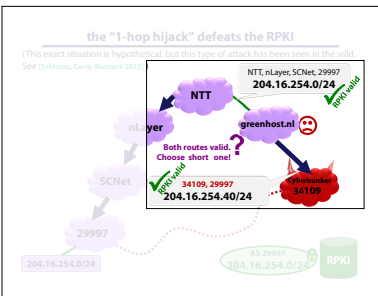 the "1-hop hijack" defeats the RPKI
(This exact situation is hypothetical, but this type of attack has been seen in the wild.
NTT, nLayer, SCNet, 29997
204.16.254.0/24
RPKI valid
NTT
nLayer
greenhost.nl
Both routes valid.
Choose short one!
?
SCNet
RPKI valid
34109, 29997
204.16.254.40/24
Cyberbunker
34109
29997
204.16.254.0/24
AS 29997
204.16.254.0/24
RPKI